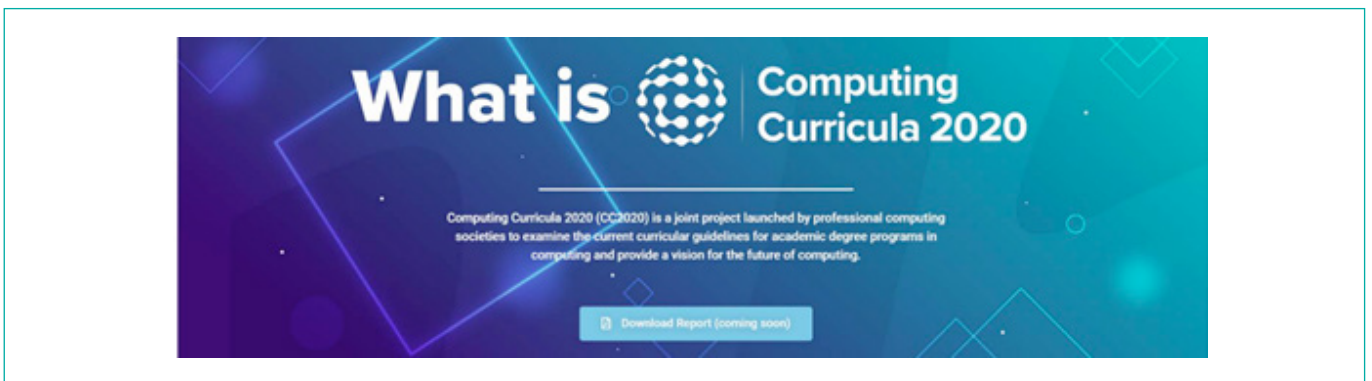 What is
Computing
Curricula 2020
Computing Curricula 2020 (CC2020) is a joint project launched by professional computing
societies to examine the current curricular guidelines for academic degree programs in
computing and provide a vision for the future of computing.
Download Report (coming soon)